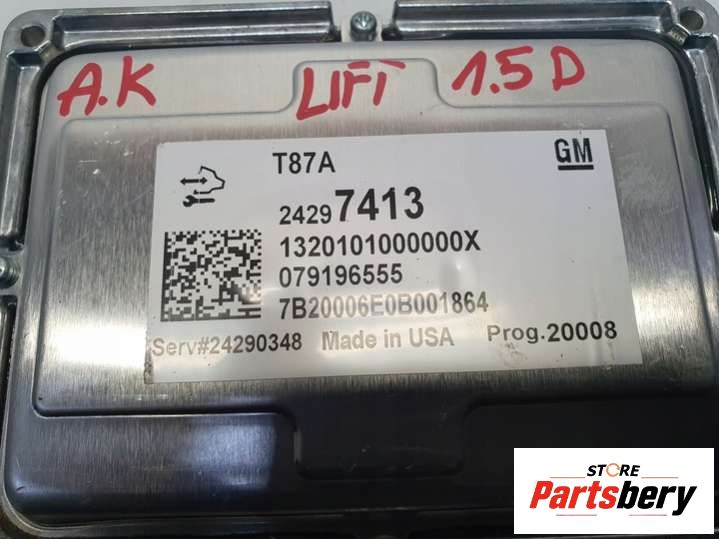 A.K LIFT 1.5 D
T87A
GM
24297413
1320101000000X
079196555
7B20006E0B001864
Serv#24290348 Made in USA Prog.20008
STORE
Partsbery